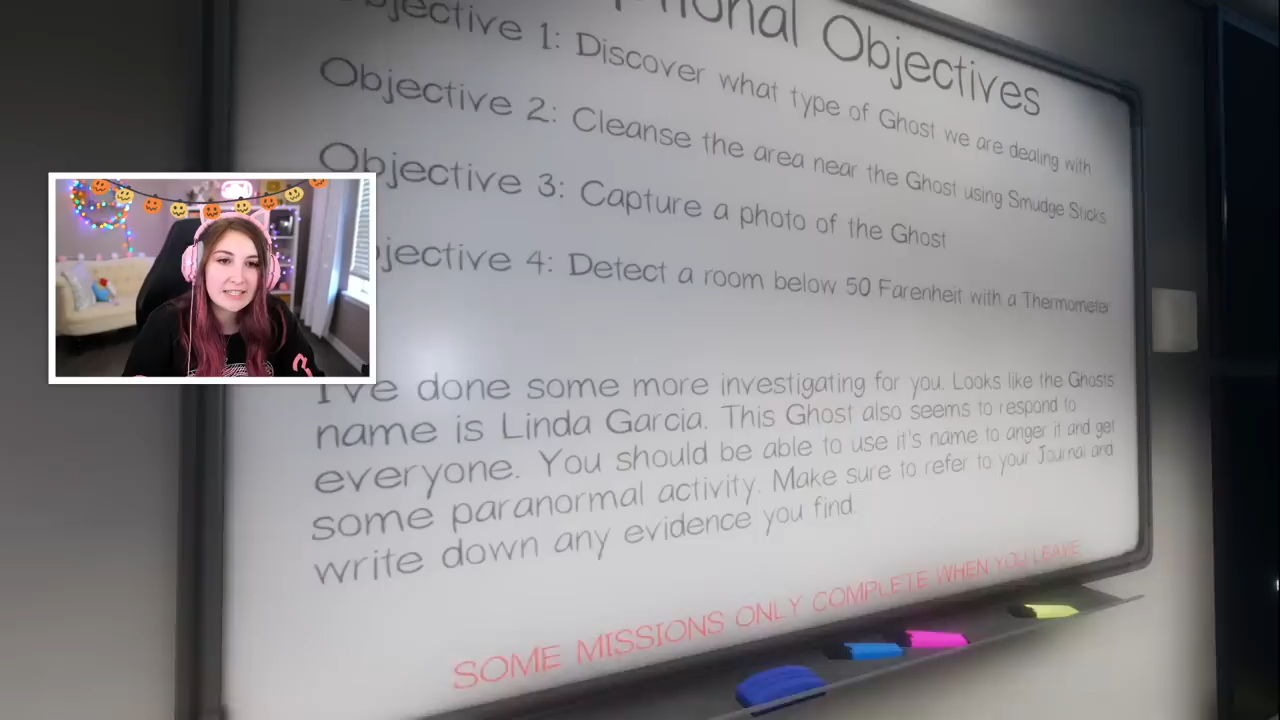 Objectives
Objective 1: Discover what type of Ghost we are dealing with
Objective 2: Cleanse the area near the Ghost using Smudge Sticks
Objective 3: Capture a photo of the Ghost
Objective 4: Detect a room below 50 Farenheit with a Thermometer
I've done some more investigating for you. Looks like the Ghosts
name is Linda Garcia. This Ghost also seems to respond to
everyone. You should be able to use it's name to anger it and get
some paranormal activity. Make sure to refer to your Journal and
write down any evidence you find.
SOME MISSIONS ONLY COMPLETE WHEN YOU LEAVE